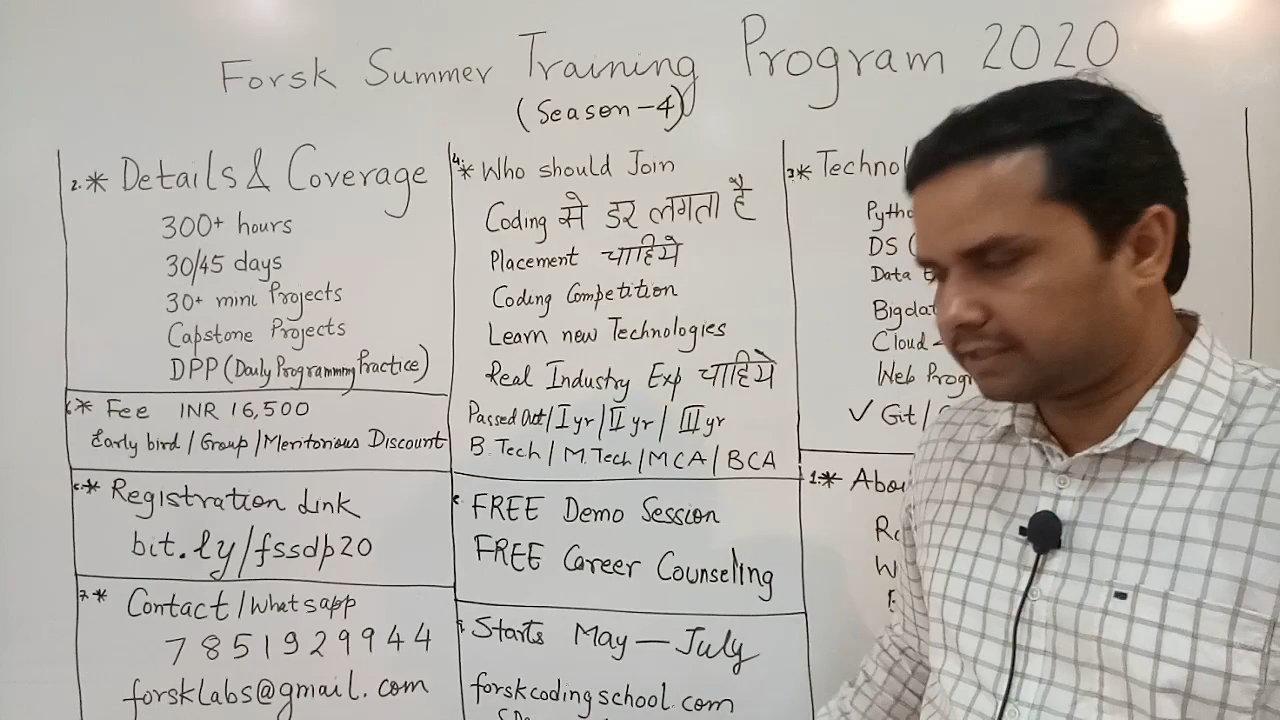 Forsk Summer Training Program 2020
(Season-4)
2.* Details & Coverage
300+ hours
30/45 days
30+ mini Projects
Capstone Projects
DPP (Daily Programming Practice)
* Fee INR 16,500
Early bird / Group / Meritorious Discount
* Registration Link
bit.ly/fssdp20
7.* Contact / Whatsapp
7851929944
forsklabs@gmail.com
4.* Who should Join
Coding से डर लगता है
Placement चाहिये
Coding Competition
Learn new Technologies
Real Industry Exp चाहिये
Passed Out / I yr / II yr / III yr
B.Tech / M.Tech / MCA / BCA
FREE Demo Session
FREE Career Counseling
Starts May - July
forskcodingschool.com
3.* Technol
Pytho
DS (
Data
Bigdat
Cloud -
Web Progr
✓ Git /
1.* Abou